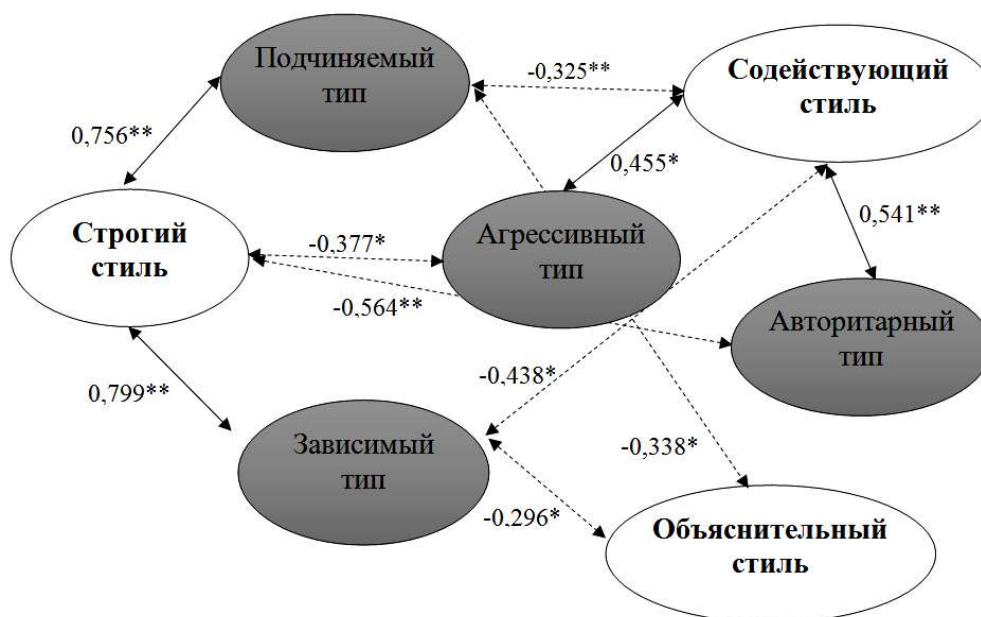 Подчиняемый
тип
-0,325**
Содействующий
стиль
0,756**
0,455*
Строгий
стиль
-0,377*
Агрессивный
тип
0,541**
-0,564**
Авторитарный
тип
0,799**
-0,438*
Зависимый
тип
-0,338*
-0,296*
Объяснительный
стиль